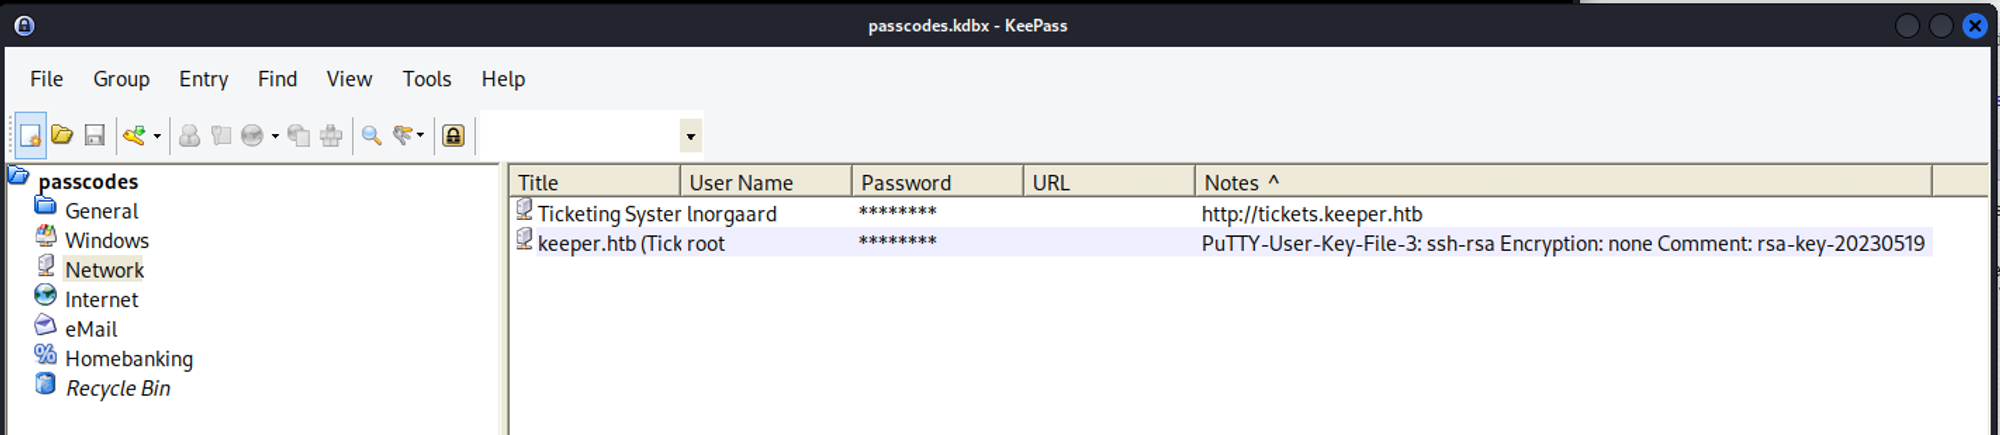 passcodes.kdbx - KeePass
File Group Entry Find View Tools Help
passcodes
General
Windows
Network
Internet
eMail
Homebanking
Recycle Bin
Title User Name Password URL Notes ^
Ticketing Syster lnorgaard ******** http://tickets.keeper.htb
keeper.htb (Tick root ******** PuTTY-User-Key-File-3: ssh-rsa Encryption: none Comment: rsa-key-20230519